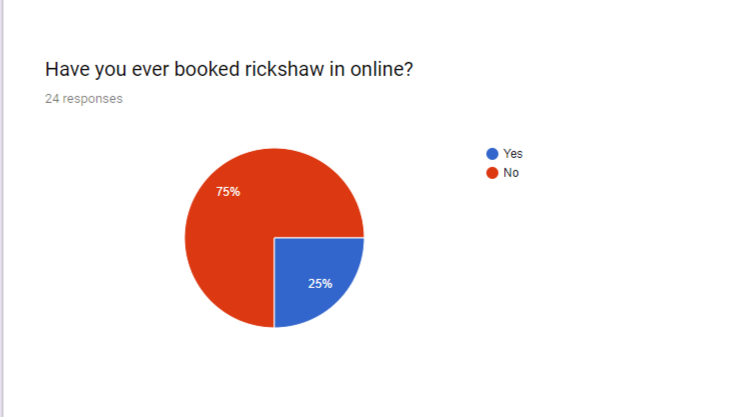 Have you ever booked rickshaw in online?
24 responses
Yes
No
75%
25%